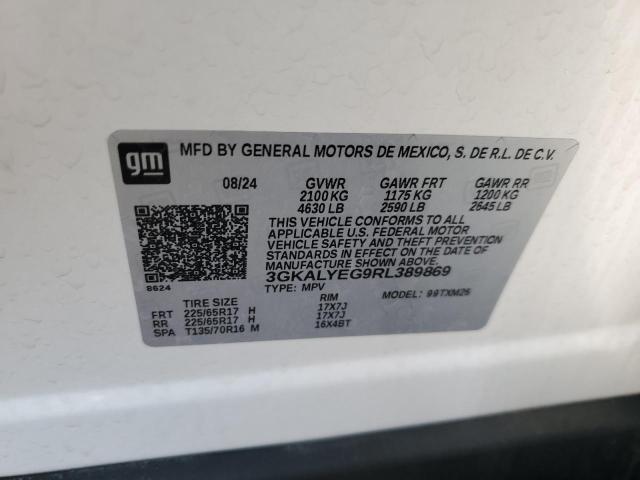 gm MFD BY GENERAL MOTORS DE MEXICO, S. DE R.L. DE C.V.
08/24 GVWR GAWR FRT GAWR RR
2100 KG 1175 KG 1200 KG
4630 LB 2590 LB 2645 LB
THIS VEHICLE CONFORMS TO ALL
APPLICABLE U.S. FEDERAL MOTOR
VEHICLE SAFETY AND THEFT PREVENTION
STANDARDS IN EFFECT ON THE DATE OF
MANUFACTURE SHOWN ABOVE.
8624
3GKALYEG9RL389869
TYPE: MPV MODEL: 99TXM26
TIRE SIZE RIM
FRT 225/65R17 H 17X7J
RR 225/65R17 H 17X7J
SPA T135/70R16 M 16X4BT